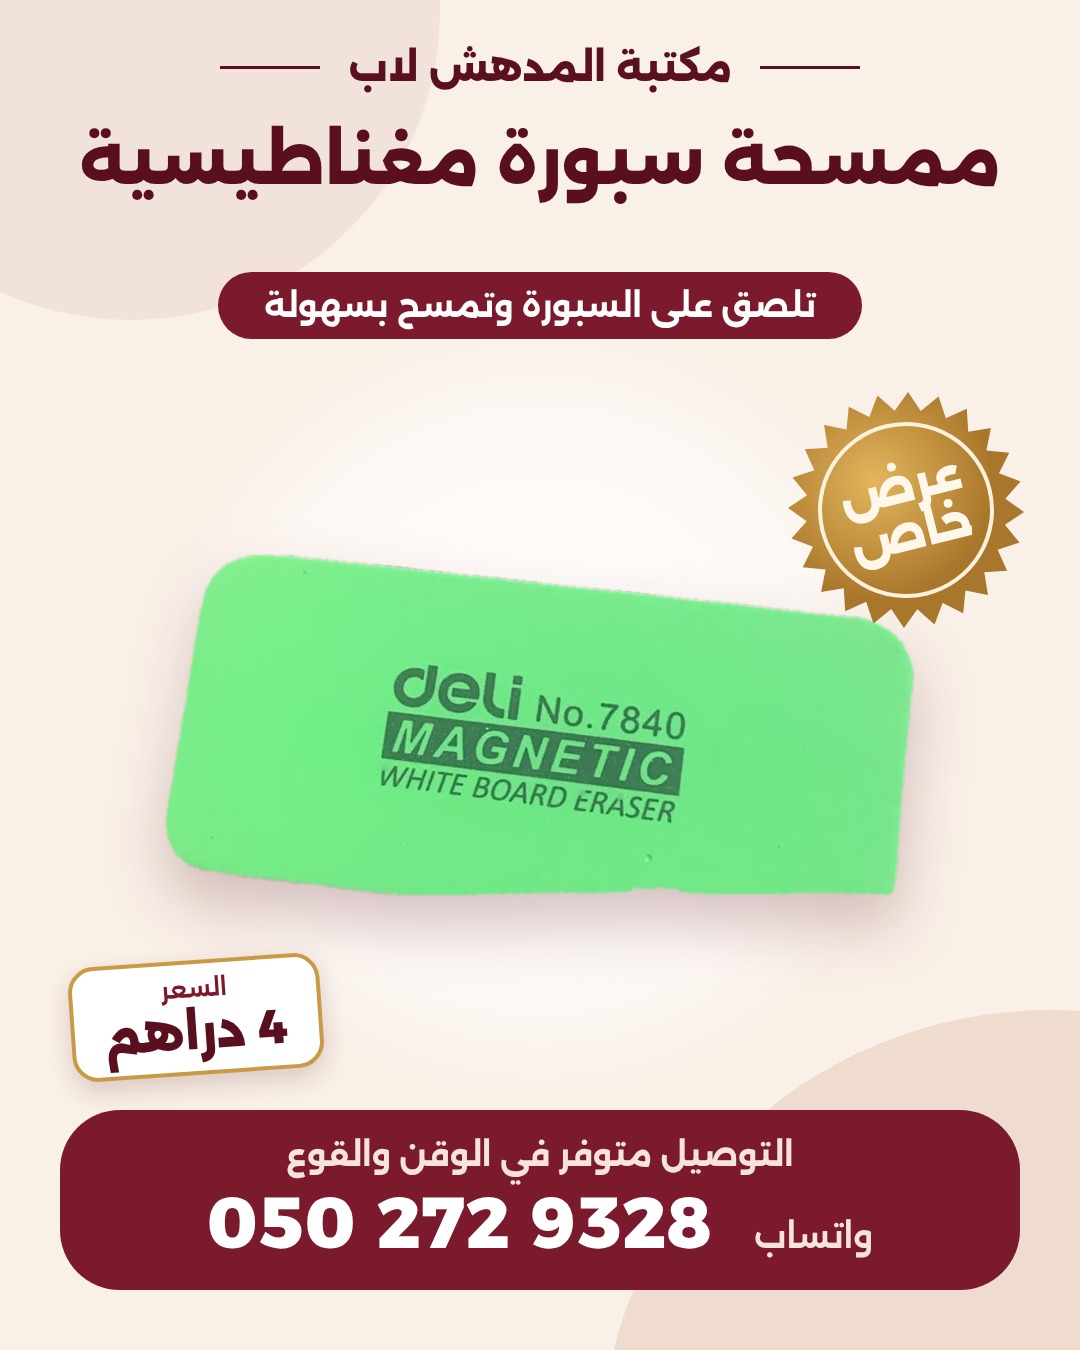 مكتبة المدهش لاب
ممسحة سبورة مغناطيسية
تلصق على السبورة وتمسح بسهولة
عرض
خاص
deli No.7840
MAGNETIC
WHITE BOARD ERASER
السعر
4 دراهم
التوصيل متوفر في الوقن والقوع
واتساب 050 272 9328